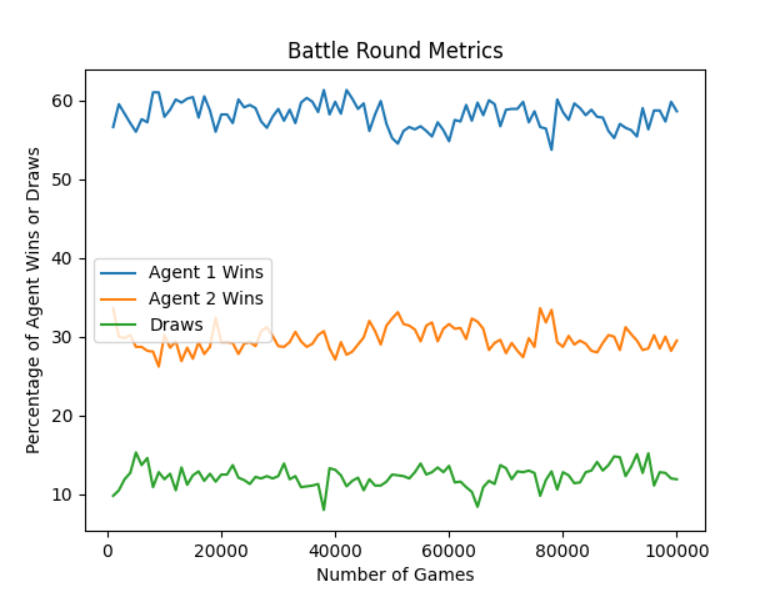 Battle Round Metrics
Percentage of Agent Wins or Draws
60
50
40
30
20
10
Agent 1 Wins
Agent 2 Wins
Draws
0
20000
40000
60000
80000
100000
Number of Games